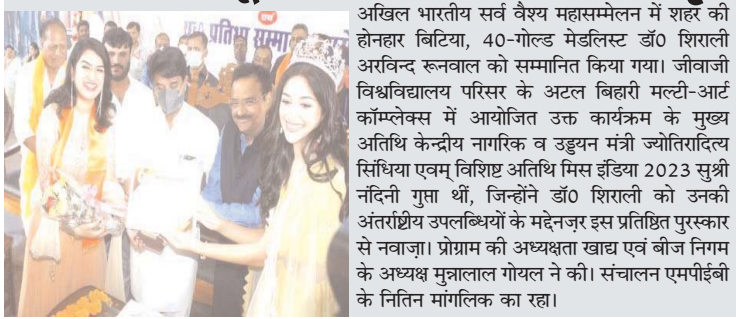 प्रतिभा सम्मान
अखिल भारतीय सर्व वैश्य महासम्मेलन में शहर की
होनहार बिटिया, 40-गोल्ड मेडलिस्ट डॉ0 शिराली
अरविन्द रूनवाल को सम्मानित किया गया। जीवाजी
विश्वविद्यालय परिसर के अटल बिहारी मल्टी-आर्ट
कॉम्प्लेक्स में आयोजित उक्त कार्यक्रम के मुख्य
अतिथि केन्द्रीय नागरिक व उड्डयन मंत्री ज्योतिरादित्य
सिंधिया एवम् विशिष्ट अतिथि मिस इंडिया 2023 सुश्री
नंदिनी गुप्ता थीं, जिन्होंने डॉ0 शिराली को उनकी
अंतर्राष्ट्रीय उपलब्धियों के मद्देनज़र इस प्रतिष्ठित पुरस्कार
से नवाज़ा। प्रोग्राम की अध्यक्षता खाद्य एवं बीज निगम
के अध्यक्ष मुन्नालाल गोयल ने की। संचालन एमपीईबी
के नितिन मांगलिक का रहा।